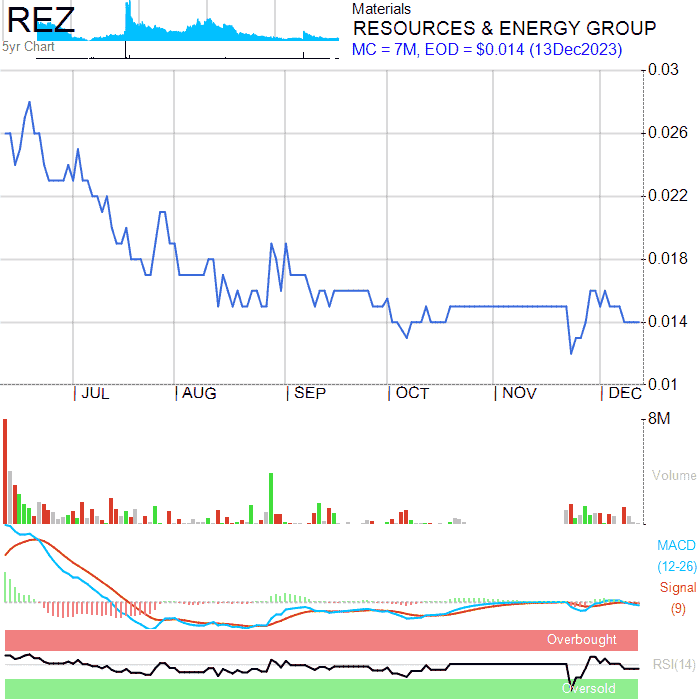 REZ
5yr Chart
Materials
RESOURCES & ENERGY GROUP
MC = 7M, EOD = $0.014 (13Dec2023)
0.03
0.026
0.022
0.018
0.014
0.01
JUL
AUG
SEP
OCT
NOV
DEC
8M
Volume
MACD
(12-26)
Signal
(9)
Overbought
RSI(14)
Oversold